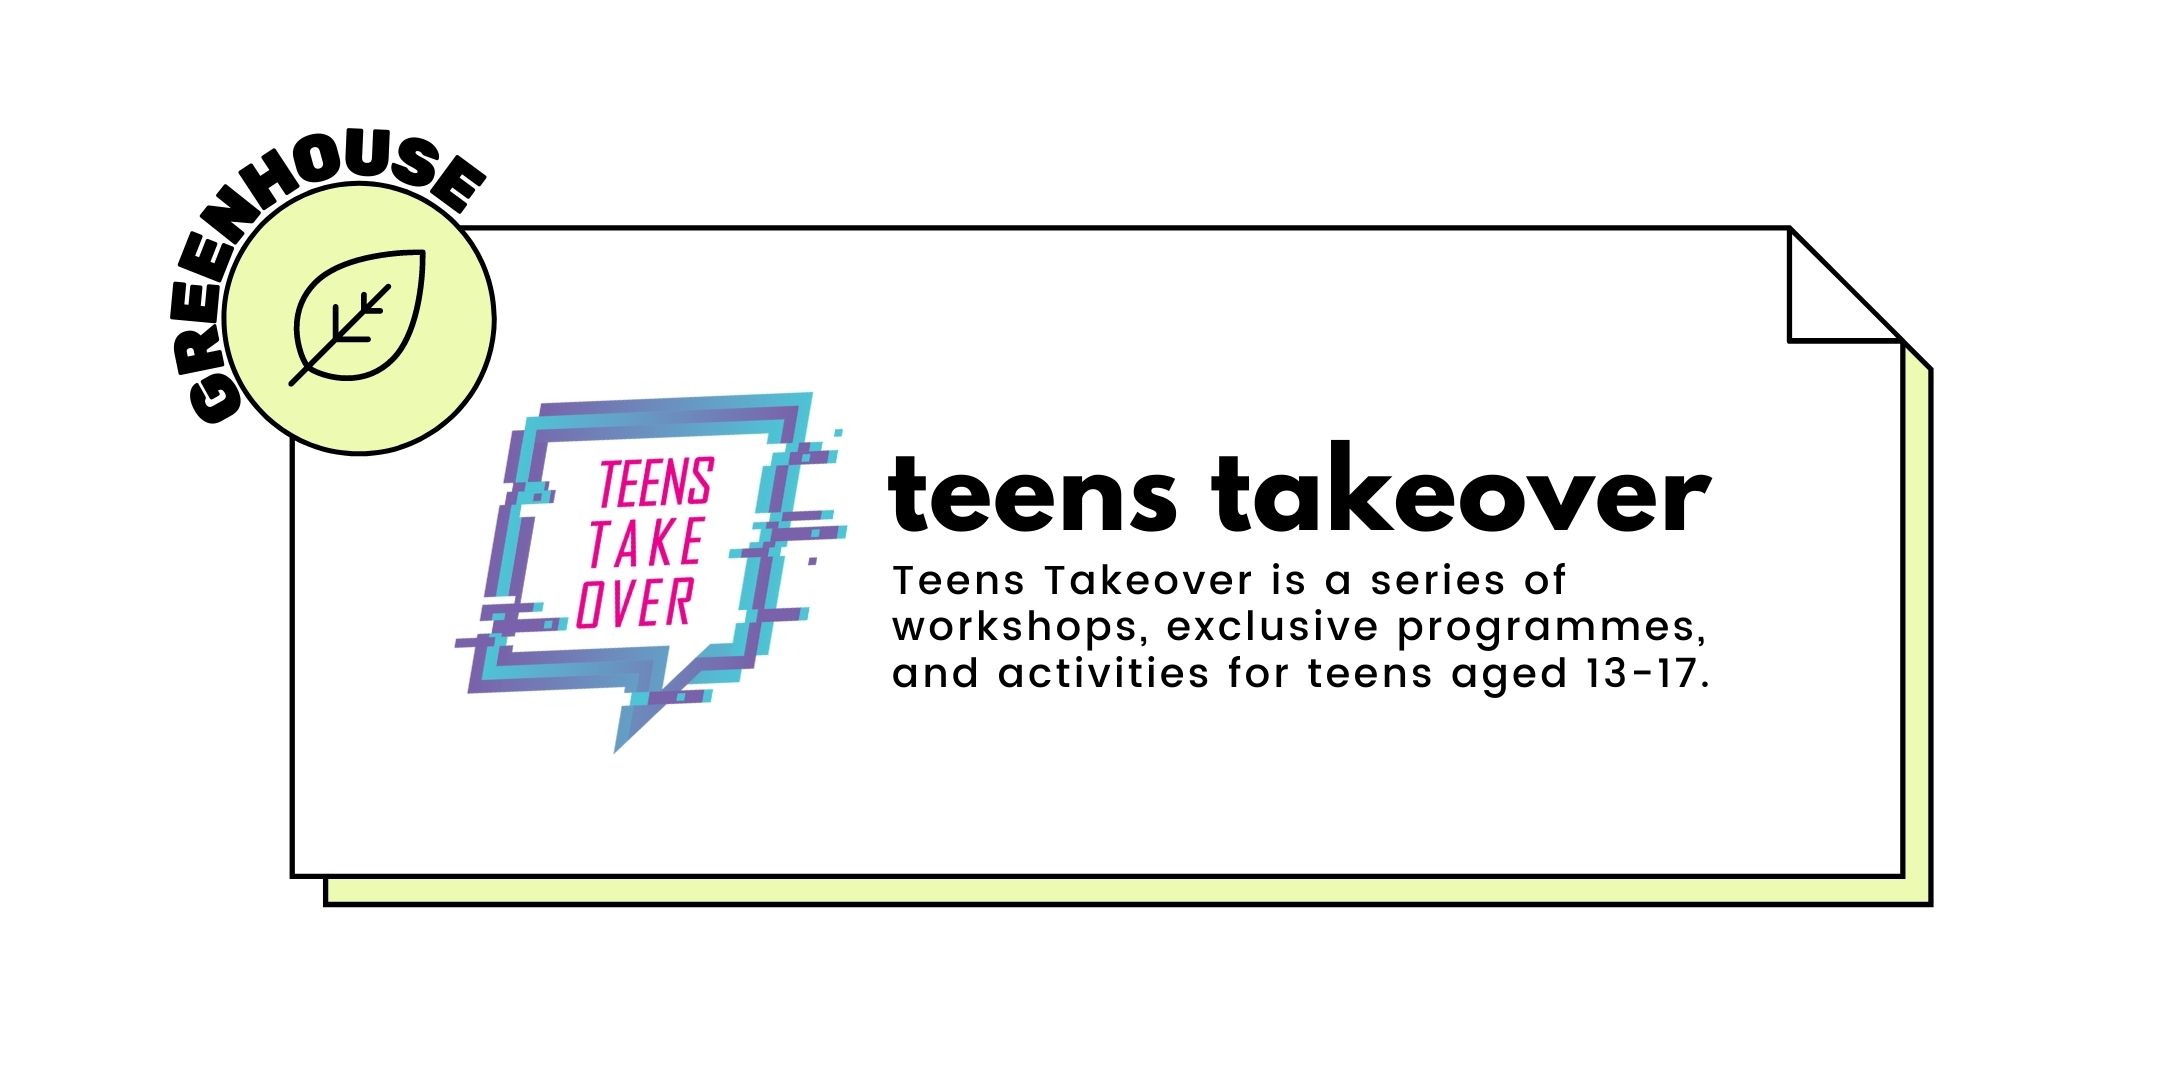 GREENHOUSE
TEENS
TAKE
OVER
teens takeover
Teens Takeover is a series of
workshops, exclusive programmes,
and activities for teens aged 13-17.